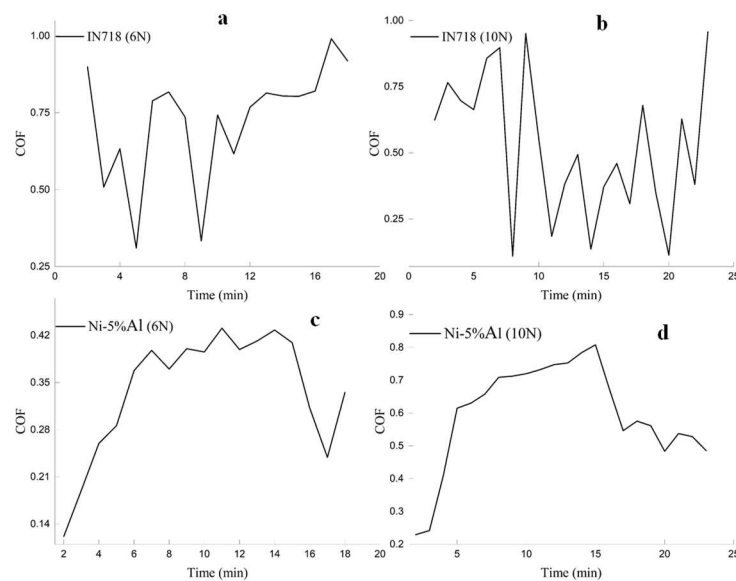 a
IN718 (6N)
1.00
0.75
0.50
0.25
COF
0 4 8 12 16 20
Time (min)
b
IN718 (10N)
1.00
0.75
0.50
0.25
COF
0 5 10 15 20 25
Time (min)
Ni-5%Al (6N)
c
0.42
0.35
0.28
0.21
0.14
COF
2 4 6 8 10 12 14 16 18
Time (min)
Ni-5%Al (10N)
d
0.9
0.8
0.7
0.6
0.5
0.4
0.3
0.2
COF
5 10 15 20 25
Time (min)